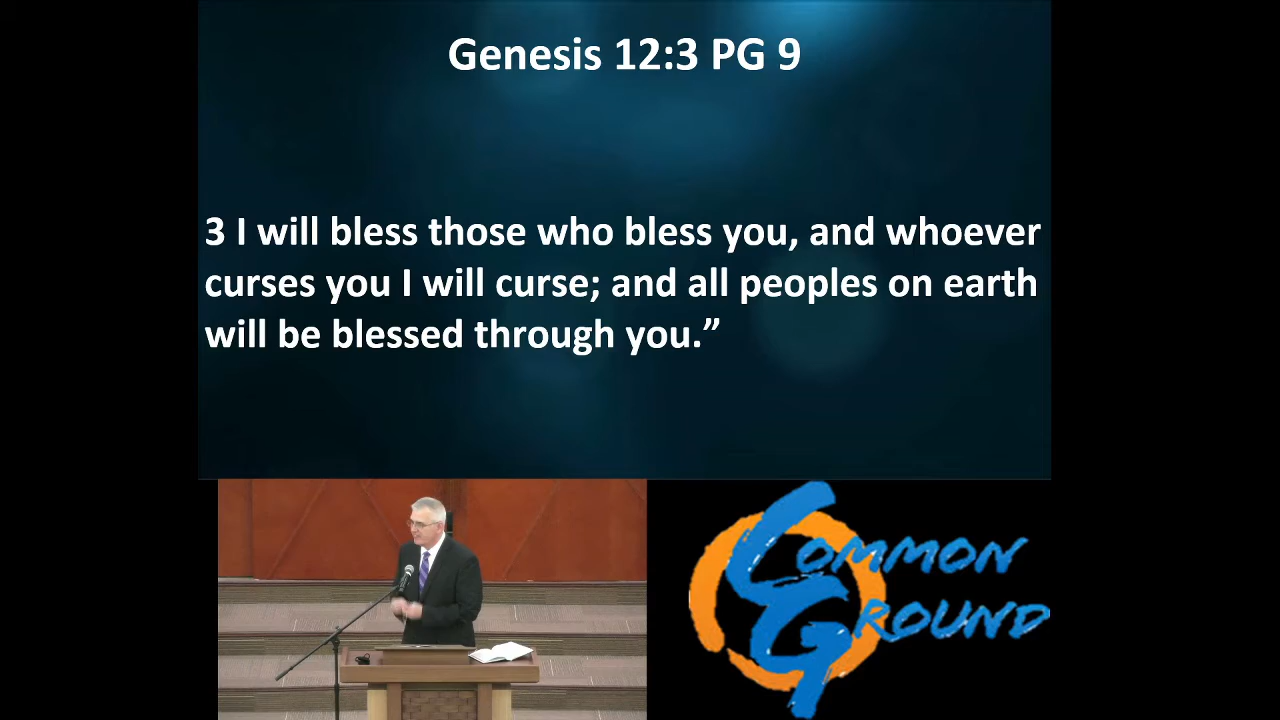 Genesis 12:3 PG 9
3 I will bless those who bless you, and whoever
curses you I will curse; and all peoples on earth
will be blessed through you.”
COMMON
GROUND